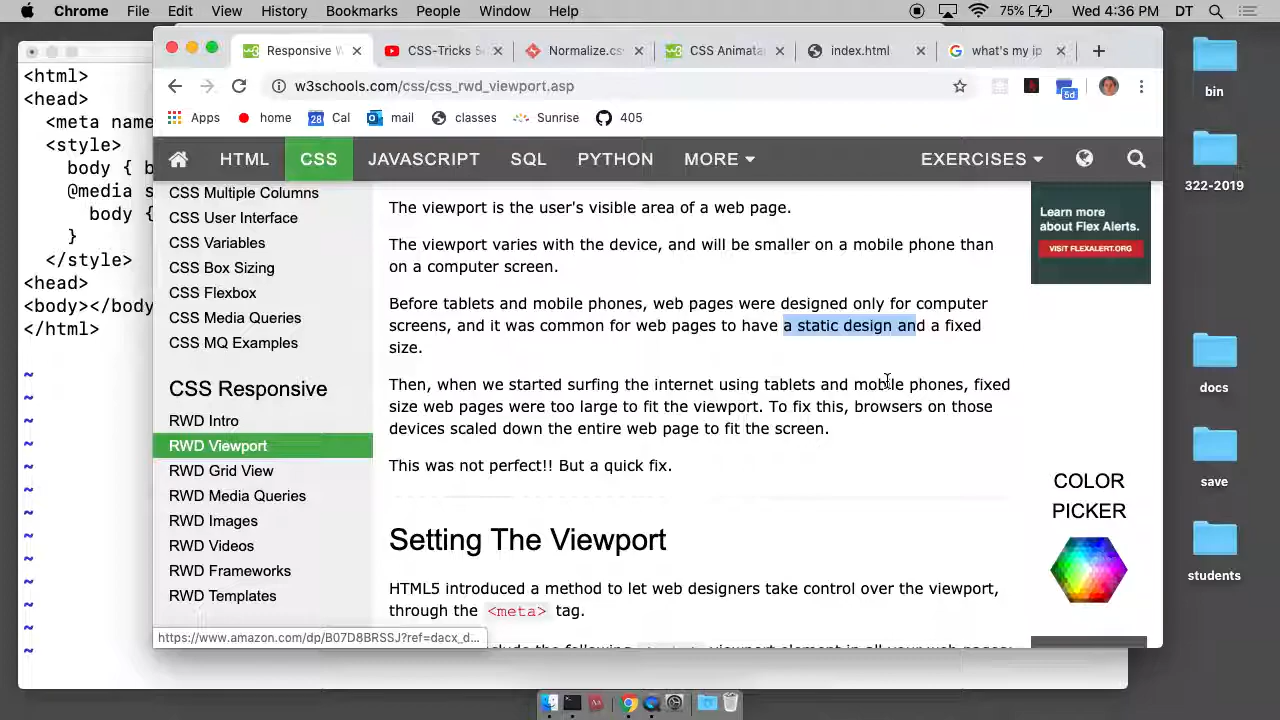 Chrome File Edit View History Bookmarks People Window Help 75% Wed 4:36 PM DT
Responsive W CSS-Tricks S Normalize.cs CSS Animata index.html what's my ip
w3schools.com/css/css_rwd_viewport.asp 5d
Apps home 28 Cal mail classes Sunrise 405
HTML CSS JAVASCRIPT SQL PYTHON MORE EXERCISES
<html>
<head>
<meta name
<style>
body { b
@media s
body {
}
</style>
<head>
<body></body
</html>
~
~
~
~
~
~
~
~
~
~
CSS Multiple Columns
CSS User Interface
CSS Variables
CSS Box Sizing
CSS Flexbox
CSS Media Queries
CSS MQ Examples
CSS Responsive
RWD Intro
RWD Viewport
RWD Grid View
RWD Media Queries
RWD Images
RWD Videos
RWD Frameworks
RWD Templates
https://www.amazon.com/dp/B07D8BRSSJ?ref=dacx_d...
The viewport is the user's visible area of a web page.
The viewport varies with the device, and will be smaller on a mobile phone than
on a computer screen.
Before tablets and mobile phones, web pages were designed only for computer
screens, and it was common for web pages to have a static design and a fixed
size.
Then, when we started surfing the internet using tablets and mobile phones, fixed
size web pages were too large to fit the viewport. To fix this, browsers on those
devices scaled down the entire web page to fit the screen.
This was not perfect!! But a quick fix.
Setting The Viewport
HTML5 introduced a method to let web designers take control over the viewport,
through the <meta> tag.
viewport element in all your web pages:
Learn more
about Flex Alerts.
VISIT FLEXALERT.ORG
COLOR
PICKER
bin
322-2019
docs
save
students